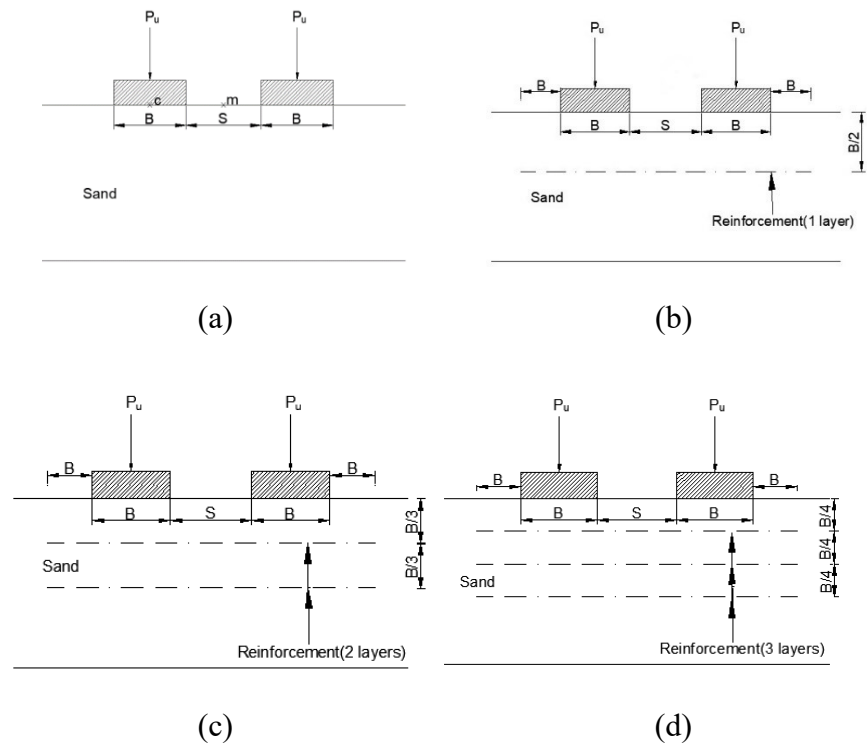 Pᵤ Pᵤ
c m
B S B
Sand
(a)
Pᵤ Pᵤ
B B
B S B
B/2
Sand
Reinforcement(1 layer)
(b)
Pᵤ Pᵤ
B B
B S B
B/3
B/3
Sand
Reinforcement(2 layers)
(c)
Pᵤ Pᵤ
B B
B S B
B/4
B/4
B/4
Sand
Reinforcement(3 layers)
(d)